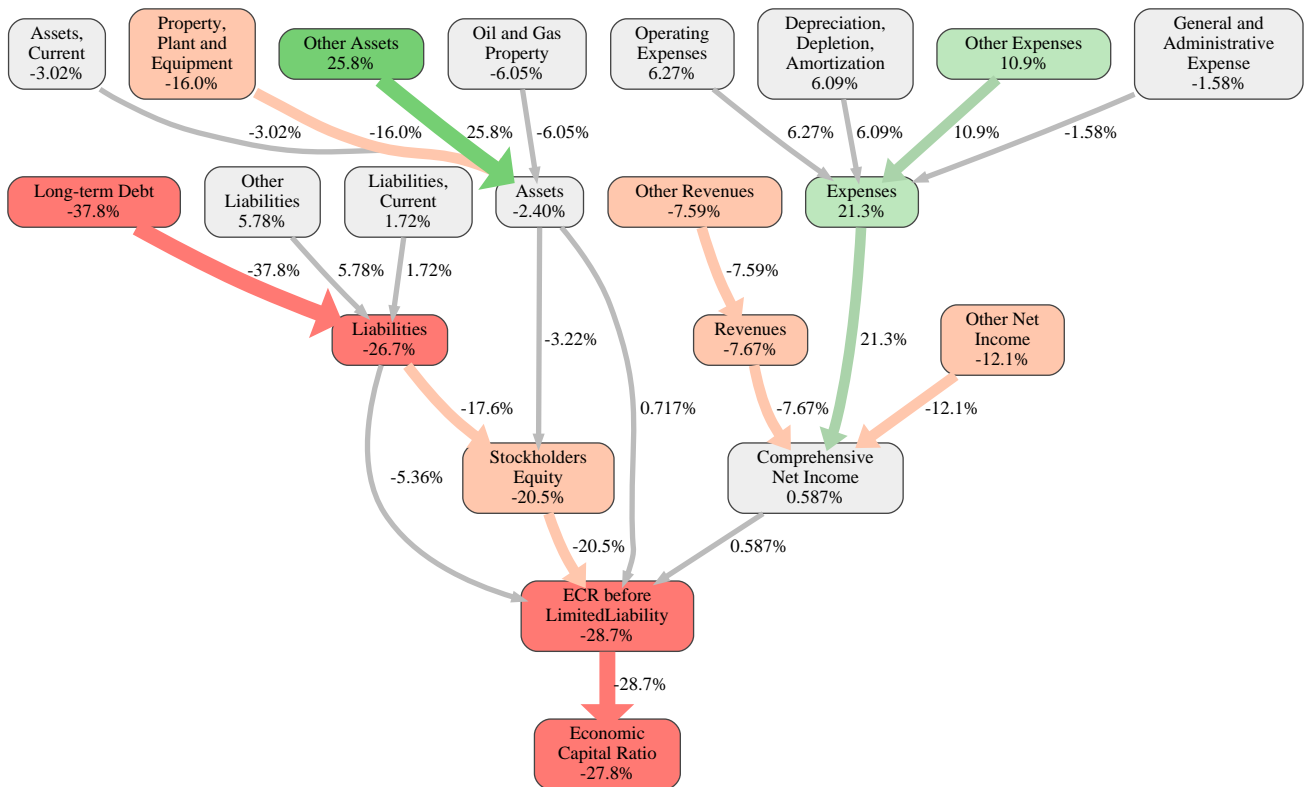 Assets,
Current
-3.02%
Property,
Plant and
Equipment
-16.0%
Other Assets
25.8%
Oil and Gas
Property
-6.05%
Operating
Expenses
6.27%
Depreciation,
Depletion,
Amortization
6.09%
Other Expenses
10.9%
General and
Administrative
Expense
-1.58%
-3.02%
-16.0%
25.8%
-6.05%
6.27%
6.09%
10.9%
-1.58%
Long-term Debt
-37.8%
Other
Liabilities
5.78%
Liabilities,
Current
1.72%
Assets
-2.40%
Other Revenues
-7.59%
Expenses
21.3%
-37.8%
5.78%
1.72%
-7.59%
Liabilities
-26.7%
-3.22%
Revenues
-7.67%
21.3%
Other Net
Income
-12.1%
-17.6%
0.717%
-7.67%
-12.1%
-5.36%
Stockholders
Equity
-20.5%
Comprehensive
Net Income
0.587%
-20.5%
0.587%
ECR before
LimitedLiability
-28.7%
-28.7%
Economic
Capital Ratio
-27.8%